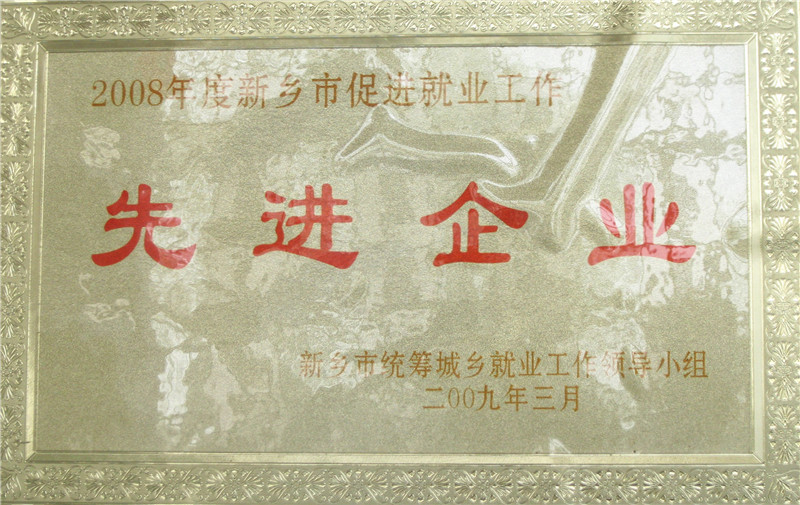 2008年度新乡市促进就业工作
先进企业
新乡市统筹城乡就业工作领导小组
二00九年三月